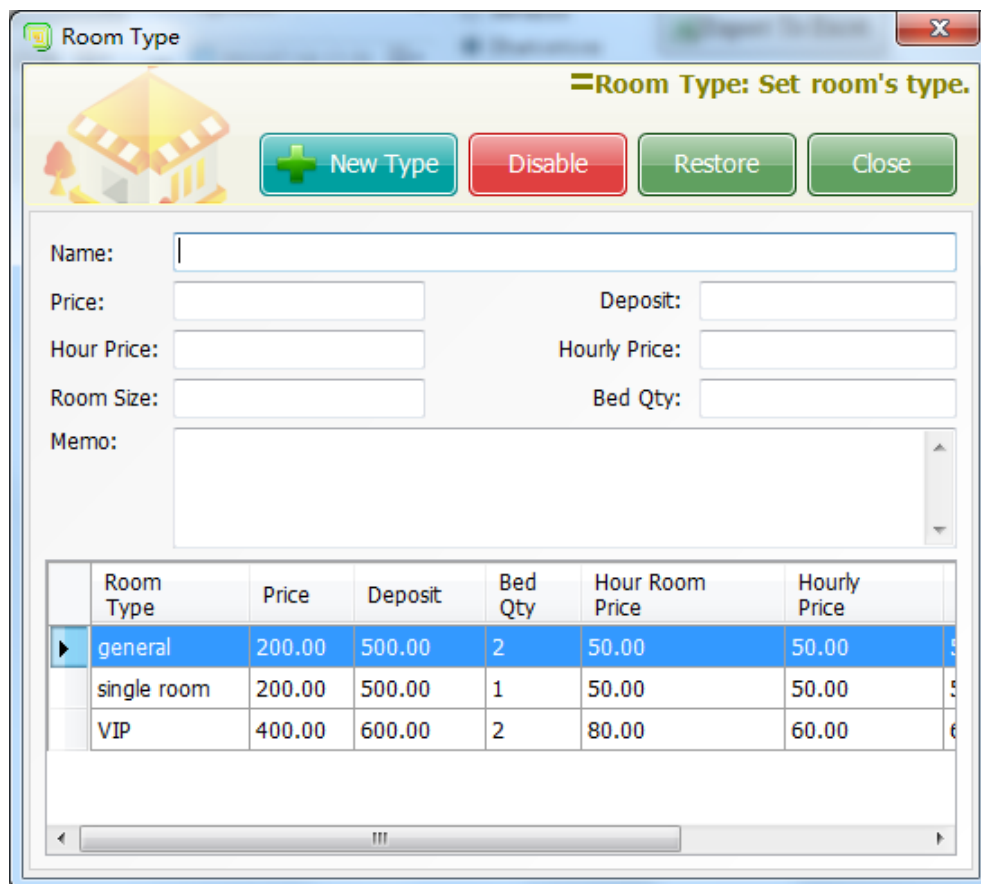 Room Type
=Room Type: Set room's type.
New Type Disable Restore Close
Name:
Price: Deposit:
Hour Price: Hourly Price:
Room Size: Bed Qty:
Memo:
Room Type Price Deposit Bed Qty Hour Room Price Hourly Price
general 200.00 500.00 2 50.00 50.00
single room 200.00 500.00 1 50.00 50.00
VIP 400.00 600.00 2 80.00 60.00